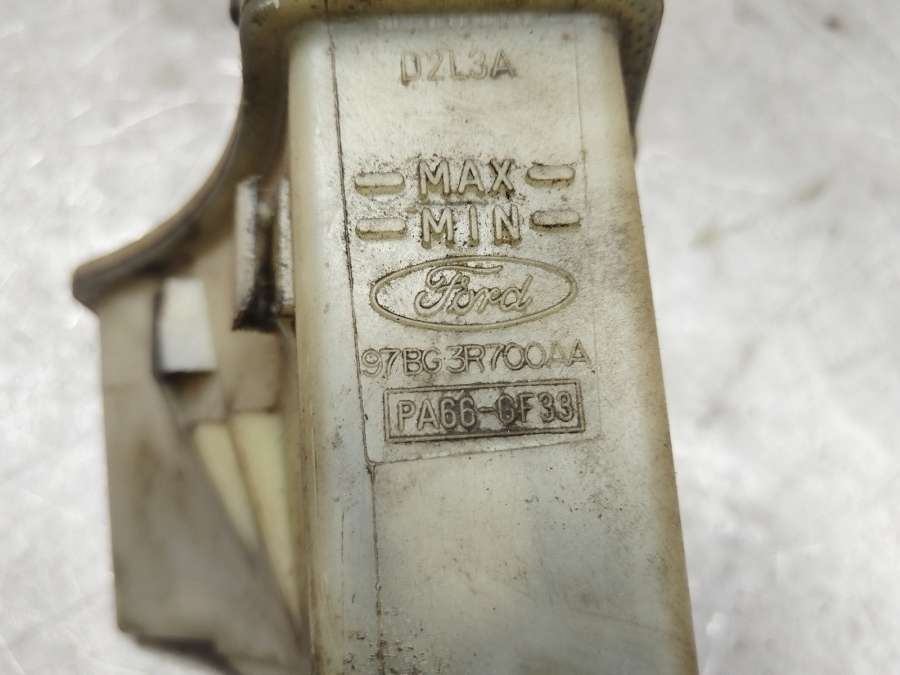 D2L3A
MAX
MIN
Ford
97BG 3R700AA
PA66-GF33